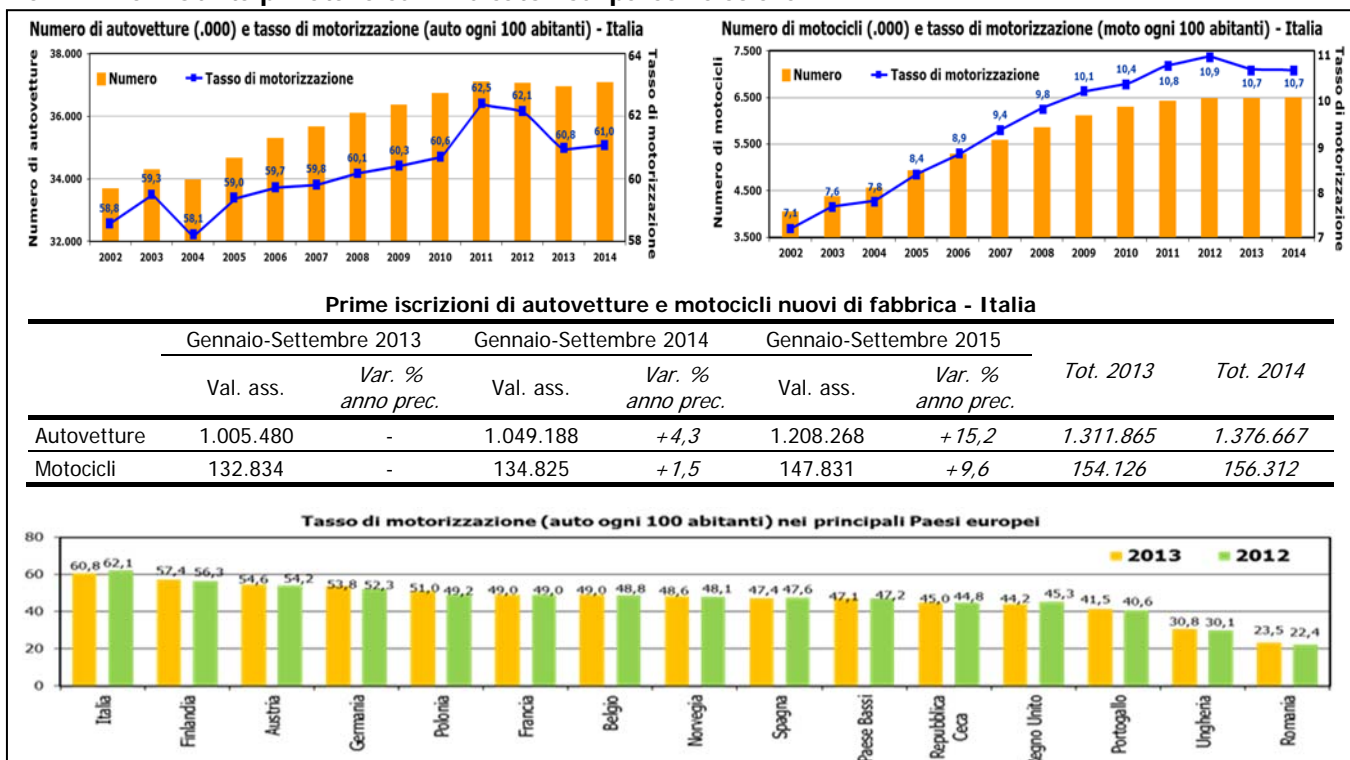 Numero di autovetture (.000) e tasso di motorizzazione (auto ogni 100 abitanti) - Italia
38.000
36.000
34.000
32.000
Numero di autovetture
Numero
Tasso di motorizzazione
64
62
60
58
Tasso di motorizzazione
58,8
59,3
58,1
59,0
59,7
59,8
60,1
60,3
60,6
62,5
62,1
60,8
61,0
2002 2003 2004 2005 2006 2007 2008 2009 2010 2011 2012 2013 2014
Numero di motocicli (.000) e tasso di motorizzazione (moto ogni 100 abitanti) - Italia
7.500
6.500
5.500
4.500
3.500
Numero di motocicli
Numero
Tasso di motorizzazione
11
10
9
8
7
Tasso di motorizzazione
7,1
7,6
7,8
8,4
8,9
9,4
9,8
10,1
10,4
10,8
10,9
10,7
10,7
2002 2003 2004 2005 2006 2007 2008 2009 2010 2011 2012 2013 2014
Prime iscrizioni di autovetture e motocicli nuovi di fabbrica - Italia
Gennaio-Settembre 2013 Gennaio-Settembre 2014 Gennaio-Settembre 2015 Tot. 2013 Tot. 2014
Val. ass. Var. % anno prec. Val. ass. Var. % anno prec. Val. ass. Var. % anno prec.
Autovetture 1.005.480 - 1.049.188 +4,3 1.208.268 +15,2 1.311.865 1.376.667
Motocicli 132.834 - 134.825 +1,5 147.831 +9,6 154.126 156.312
Tasso di motorizzazione (auto ogni 100 abitanti) nei principali Paesi europei
2013 2012
80
60
40
20
0
60,8 62,1 57,4 56,3 54,6 54,2 53,8 52,3 51,0 49,2 49,0 49,0 49,0 48,8 48,6 48,1 47,4 47,6 47,1 47,2 45,0 44,8 44,2 45,3 41,5 40,6 30,8 30,1 23,5 22,4
Italia
Finlandia
Austria
Germania
Polonia
Francia
Belgio
Norvegia
Spagna
Paese Bassi
Repubblica
Ceca
egno Unito
Portogallo
Ungheria
Romania